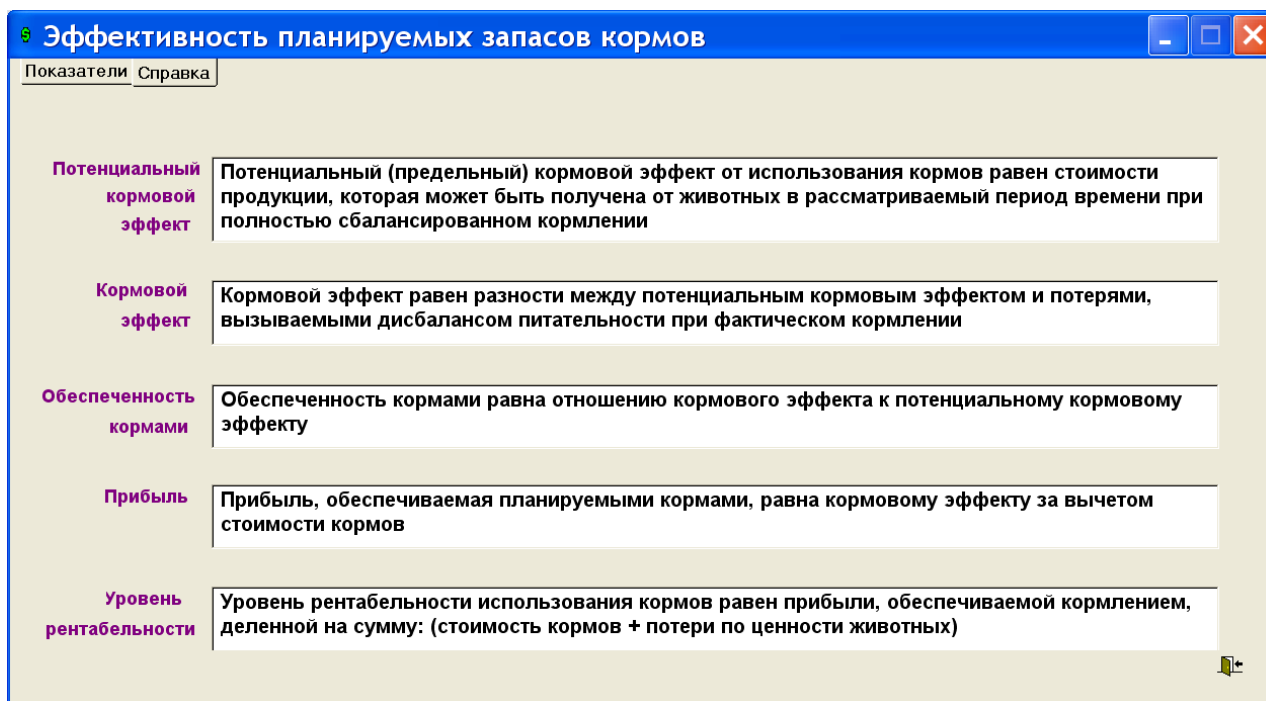 Эффективность планируемых запасов кормов
Показатели Справка
Потенциальный
кормовой
эффект
Потенциальный (предельный) кормовой эффект от использования кормов равен стоимости
продукции, которая может быть получена от животных в рассматриваемый период времени при
полностью сбалансированном кормлении
Кормовой
эффект
Кормовой эффект равен разности между потенциальным кормовым эффектом и потерями,
вызываемыми дисбалансом питательности при фактическом кормлении
Обеспеченность
кормами
Обеспеченность кормами равна отношению кормового эффекта к потенциальному кормовому
эффекту
Прибыль
Прибыль, обеспечиваемая планируемыми кормами, равна кормовому эффекту за вычетом
стоимости кормов
Уровень
рентабельности
Уровень рентабельности использования кормов равен прибыли, обеспечиваемой кормлением,
деленной на сумму: (стоимость кормов + потери по ценности животных)